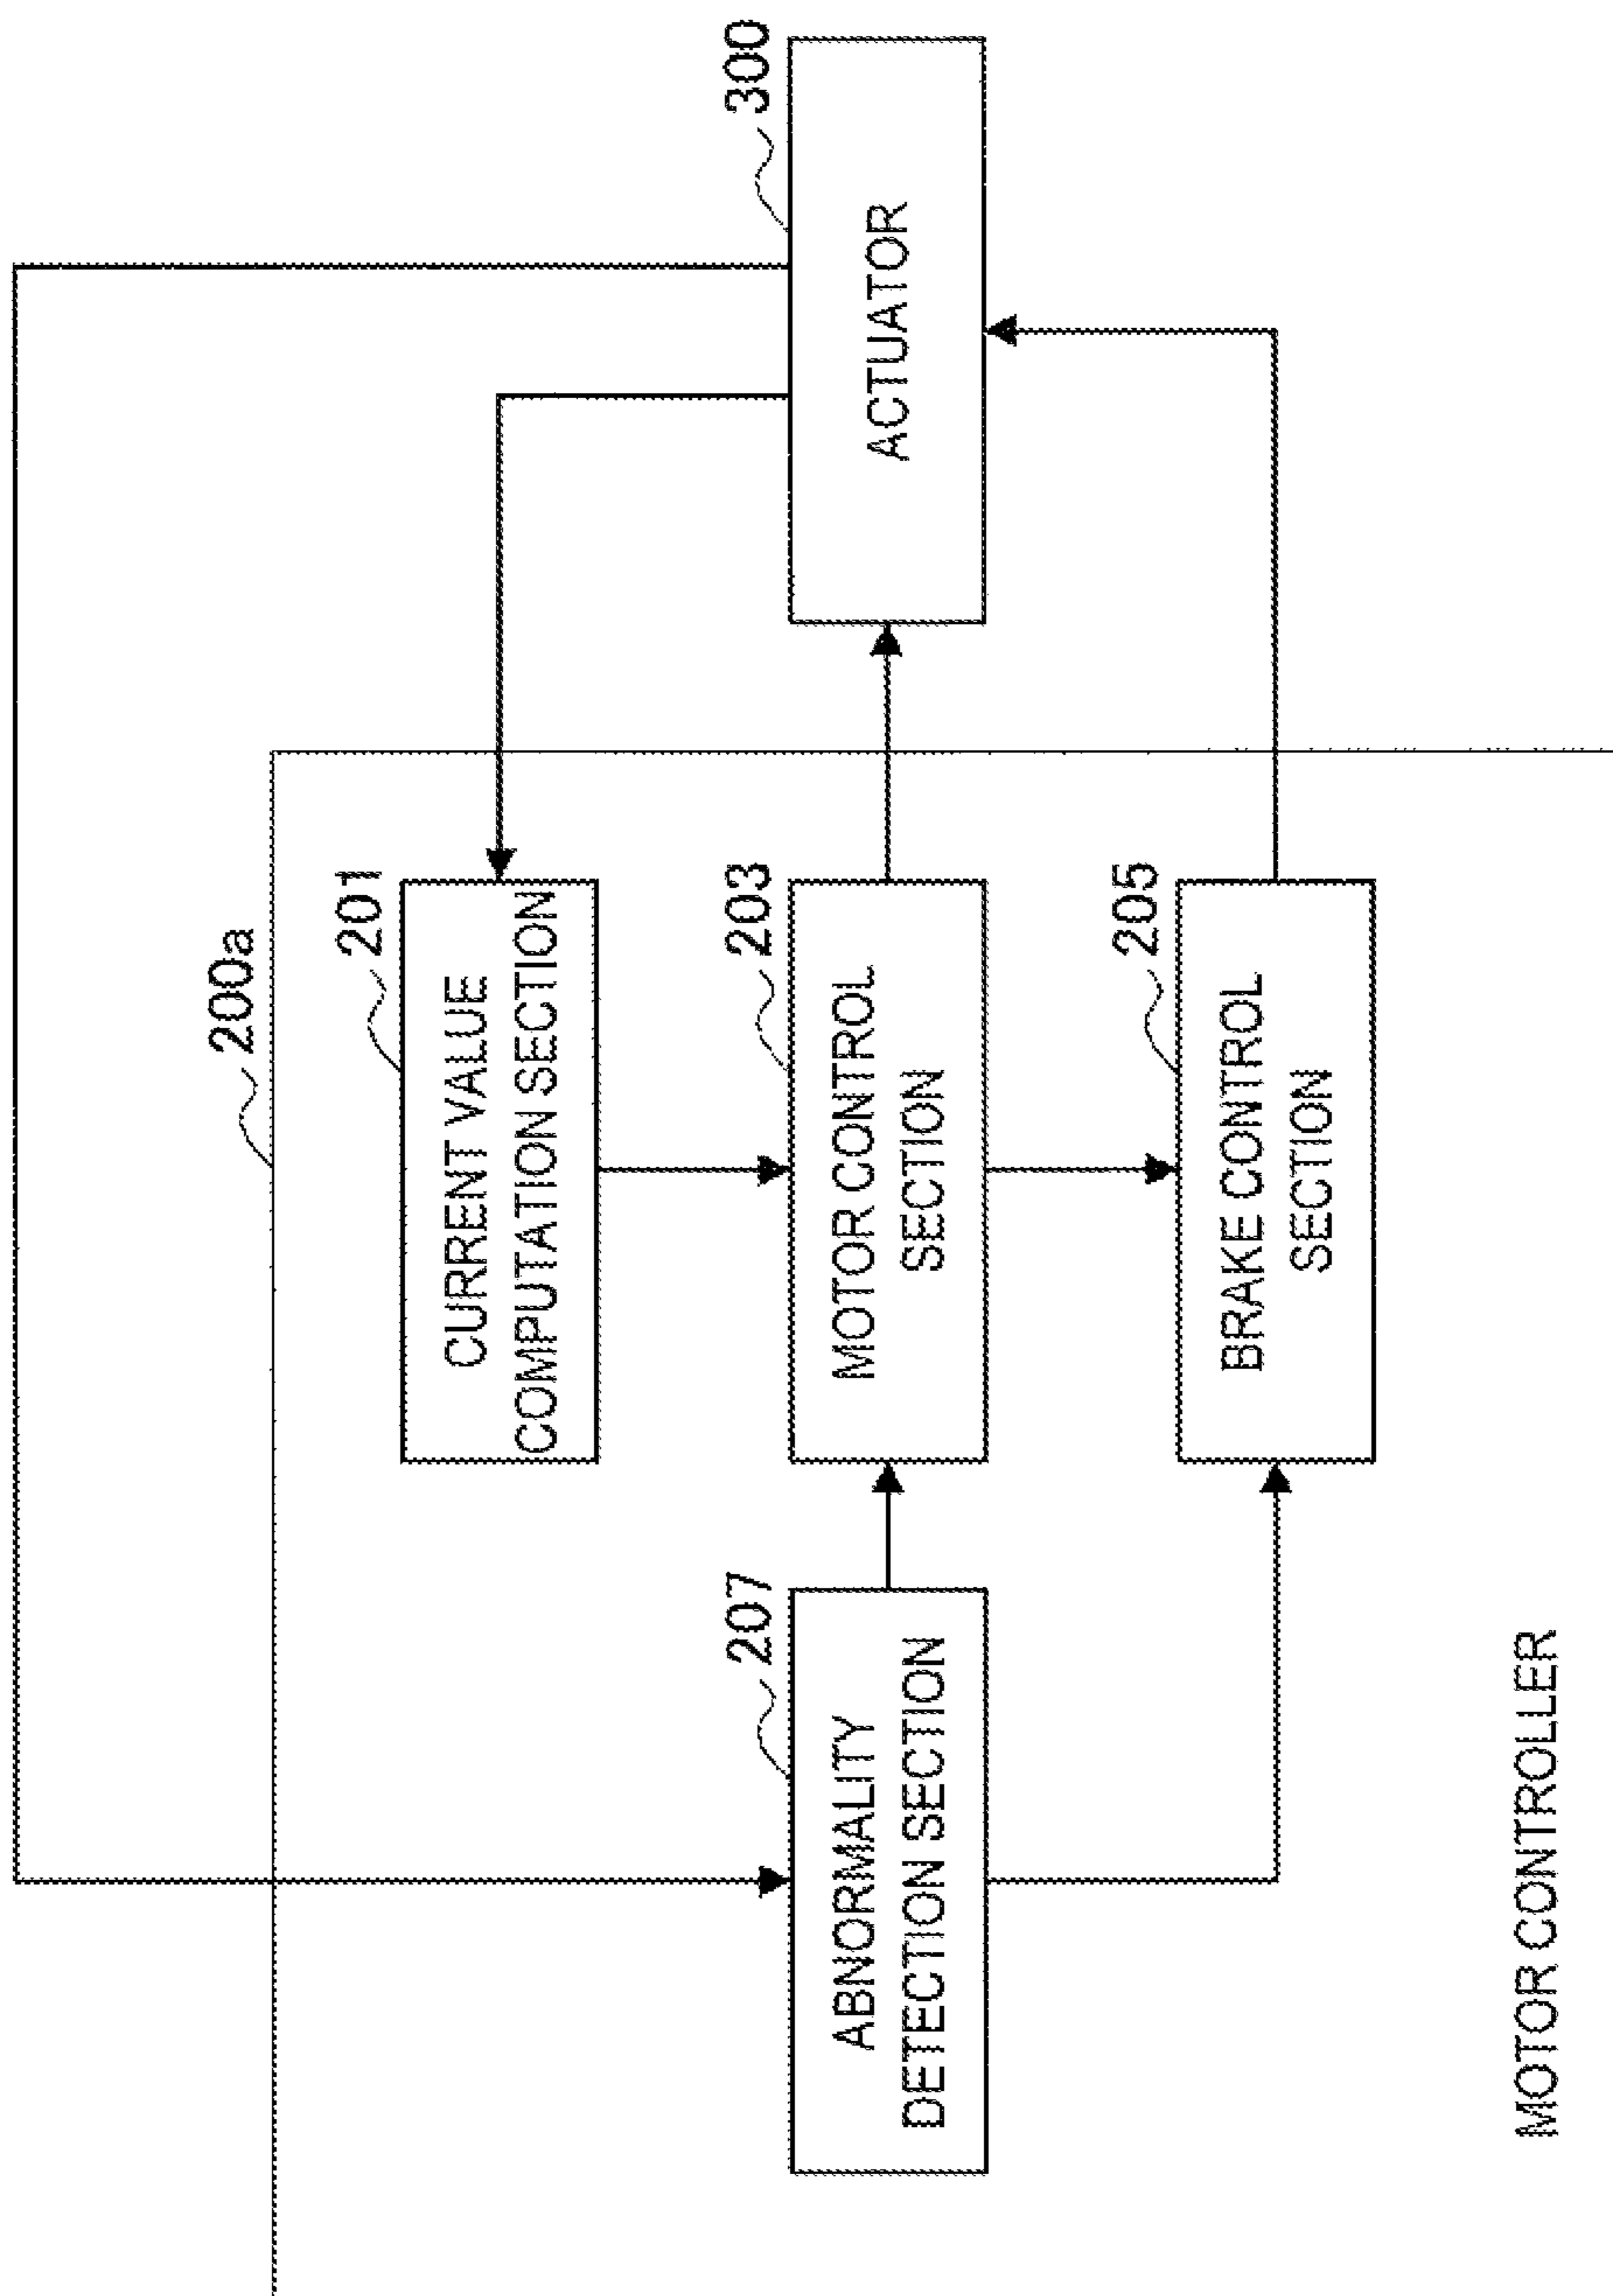 200a
201
CURRENT VALUE
COMPUTATION SECTION
207
ABNORMALITY
DETECTION SECTION
203
MOTOR CONTROL
SECTION
300
ACTUATOR
205
BRAKE CONTROL
SECTION
MOTOR CONTROLLER